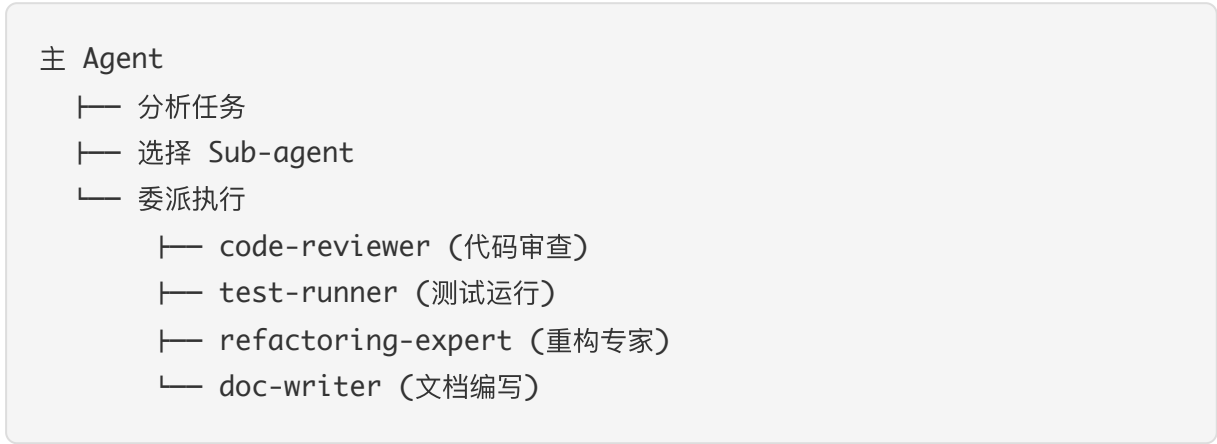 主 Agent
├── 分析任务
├── 选择 Sub-agent
└── 委派执行
├── code-reviewer (代码审查)
├── test-runner (测试运行)
├── refactoring-expert (重构专家)
└── doc-writer (文档编写)